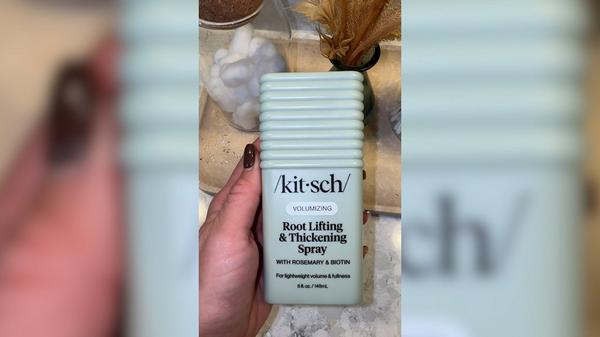 /kit·sch/
VOLUMIZING
Root Lifting
& Thickening
Spray
WITH ROSEMARY & BIOTIN
For lightweight volume & fullness
5 fl oz. / 148mL